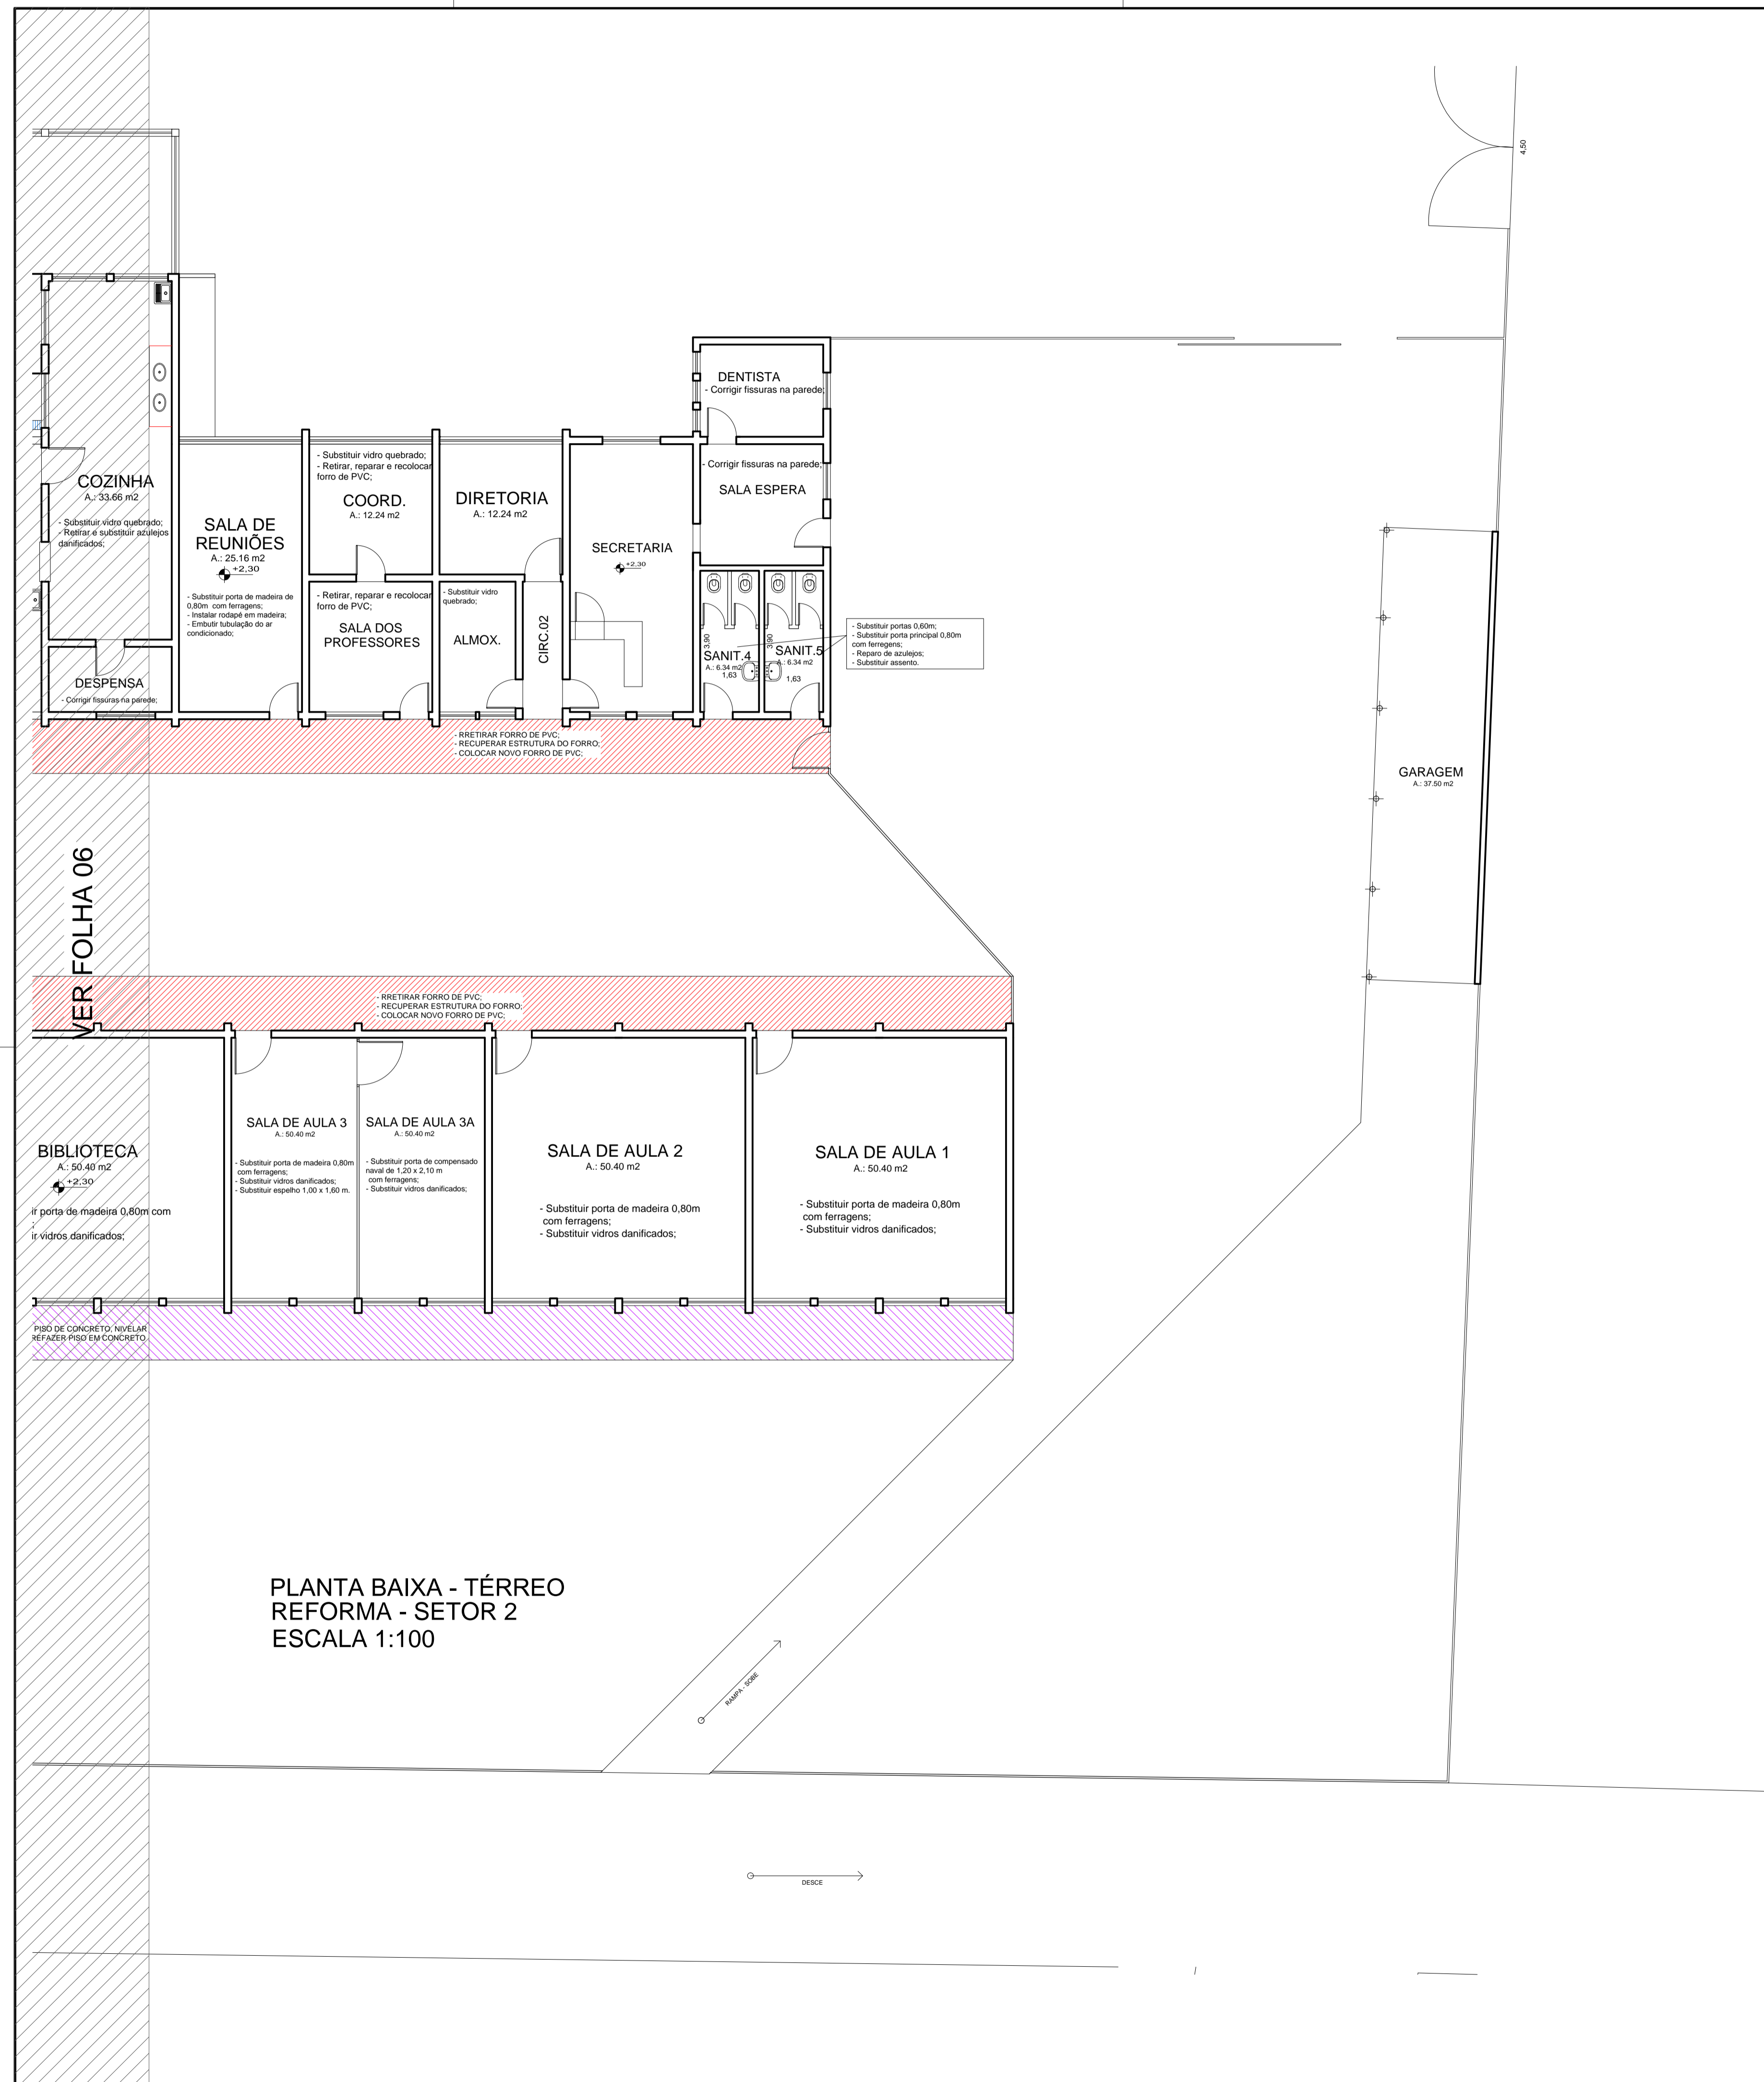 4,50
DENTISTA
- Corrigir fissuras na parede;
- Corrigir fissuras na parede;
SALA ESPERA
- Substituir vidro quebrado;
- Retirar, reparar e recolocar
forro de PVC;
COORD.
A.: 12.24 m2
DIRETORIA
A.: 12.24 m2
COZINHA
A.: 33.66 m2
- Substituir vidro quebrado;
- Retirar e substituir azulejos
danificados;
SALA DE
REUNIÕES
A.: 25.16 m2
+2,30
- Substituir porta de madeira de
0,80m com ferragens;
- Instalar rodapé em madeira;
- Embutir tubulação do ar
condicionado;
SECRETARIA
+2,30
- Retirar, reparar e recolocar
forro de PVC;
SALA DOS
PROFESSORES
- Substituir vidro
quebrado;
ALMOX.
CIRC.02
3,90
SANIT.4
A.: 6.34 m2
1,63
3,90
SANIT.5
A.: 6.34 m2
1,63
- Substituir portas 0,60m;
- Substituir porta principal 0,80m
com ferregens;
- Reparo de azulejos;
- Substituir assento.
DESPENSA
- Corrigir fissuras na parede;
- RRETIRAR FORRO DE PVC;
- RECUPERAR ESTRUTURA DO FORRO;
- COLOCAR NOVO FORRO DE PVC;
GARAGEM
A.: 37.50 m2
VER FOLHA 06
- RRETIRAR FORRO DE PVC;
- RECUPERAR ESTRUTURA DO FORRO;
- COLOCAR NOVO FORRO DE PVC;
BIBLIOTECA
A.: 50.40 m2
+2,30
ir porta de madeira 0,80m com
;
ir vidros danificados;
SALA DE AULA 3
A.: 50.40 m2
- Substituir porta de madeira 0,80m
com ferragens;
- Substituir vidros danificados;
- Substituir espelho 1,00 x 1,60 m.
SALA DE AULA 3A
A.: 50.40 m2
- Substituir porta de compensado
naval de 1,20 x 2,10 m
com ferragens;
- Substituir vidros danificados;
SALA DE AULA 2
A.: 50.40 m2
- Substituir porta de madeira 0,80m
com ferragens;
- Substituir vidros danificados;
SALA DE AULA 1
A.: 50.40 m2
- Substituir porta de madeira 0,80m
com ferragens;
- Substituir vidros danificados;
PISO DE CONCRETO, NIVELAR
REFAZER PISO EM CONCRETO
PLANTA BAIXA - TÉRREO
REFORMA - SETOR 2
ESCALA 1:100
RAMPA - SOBE
DESCE